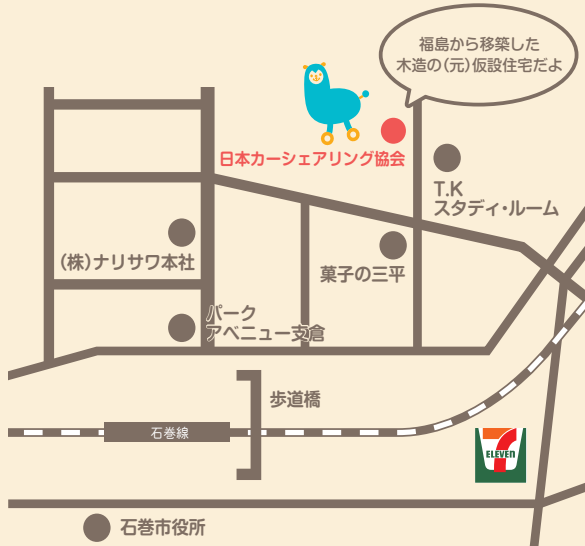 福島から移築した
木造の（元）仮設住宅だよ
日本カーシェアリング協会
T.K
スタディ・ルーム
（株）ナリサワ本社
菓子の三平
パーク
アベニュー支倉
歩道橋
石巻線
ELEVEN
石巻市役所